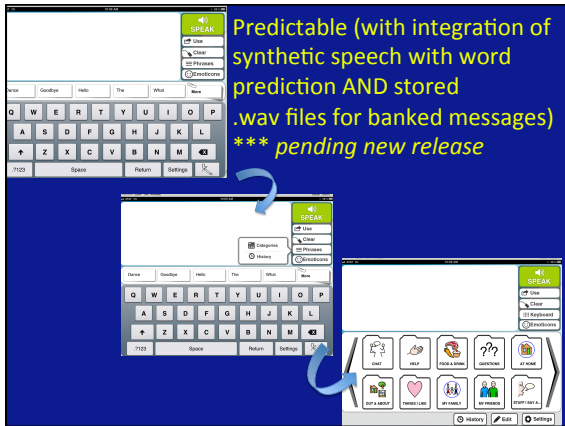 Predictable (with integration of
synthetic speech with word
prediction AND stored
.wav files for banked messages)
*** pending new release
10:09 AM
SPEAK
Use
Clear
Phrases
Emoticons
Dance Goodbye Hello The What More
Q W E R T Y U I O P
A S D F G H J K L
Z X C V B N M
.?123 Space Return Settings
SPEAK
Use
Clear
Categories
Phrases
History
Emoticons
Dance Goodbye Hello The What More
Q W E R T Y U I O P
A S D F G H J K L
Z X C V B N M
.?123 Space Return Settings
SPEAK
Use
Clear
Keyboard
Emoticons
CHAT HELP FOOD & DRINK QUESTIONS AT HOME
???
OUT & ABOUT THINGS I LIKE MY FAMILY MY FRIENDS STUFF I SAY A...
History Edit Settings